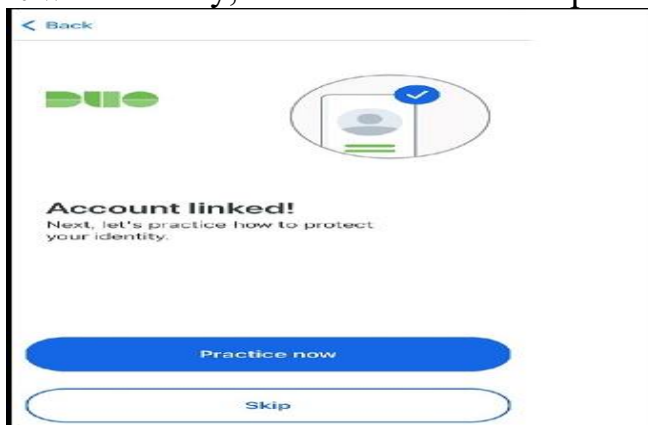 < Back
DUO
Account linked!
Next, let's practice how to protect
your identity.
Practice now
Skip